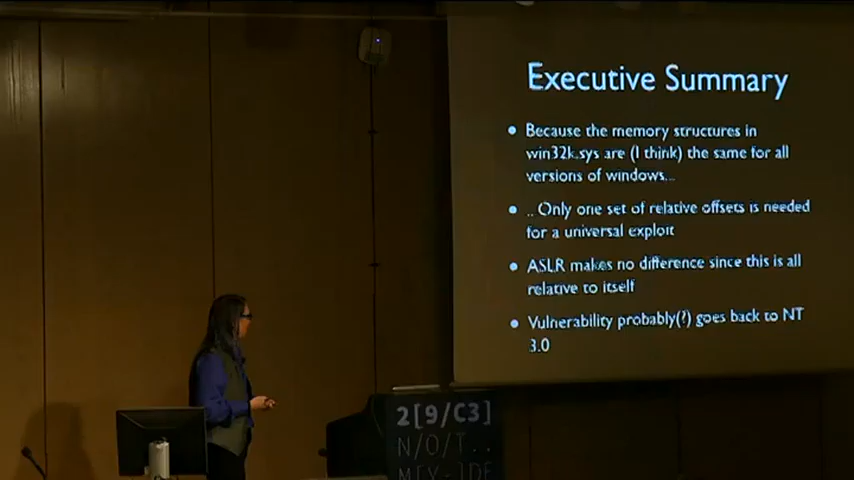 Executive Summary
Because the memory structures in
win32k.sys are (I think) the same for all
versions of windows...
.. Only one set of relative offsets is needed
for a universal exploit
ASLR makes no difference since this is all
relative to itself
Vulnerability probably(?) goes back to NT
3.0
2[9/C3]
N/O/T..